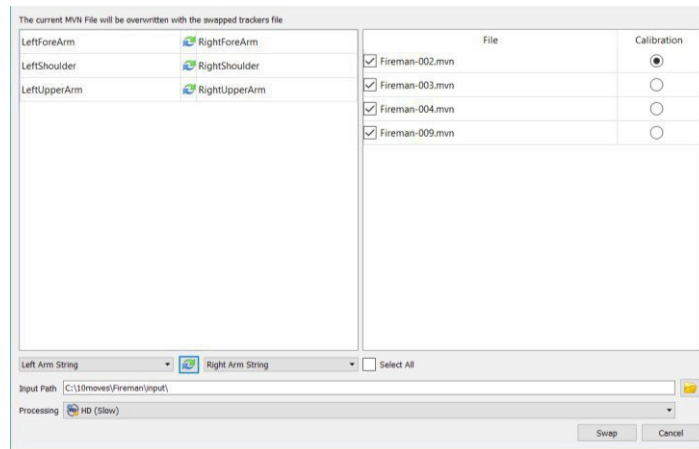 The current MVN File will be overwritten with the swapped trackers file
LeftForeArm RightForeArm
LeftShoulder RightShoulder
LeftUpperArm RightUpperArm
File Calibration
Fireman-002.mvn
Fireman-003.mvn
Fireman-004.mvn
Fireman-009.mvn
Left Arm String Right Arm String Select All
Input Path C:\10moves\Fireman\input\
Processing HD (Slow)
Swap Cancel